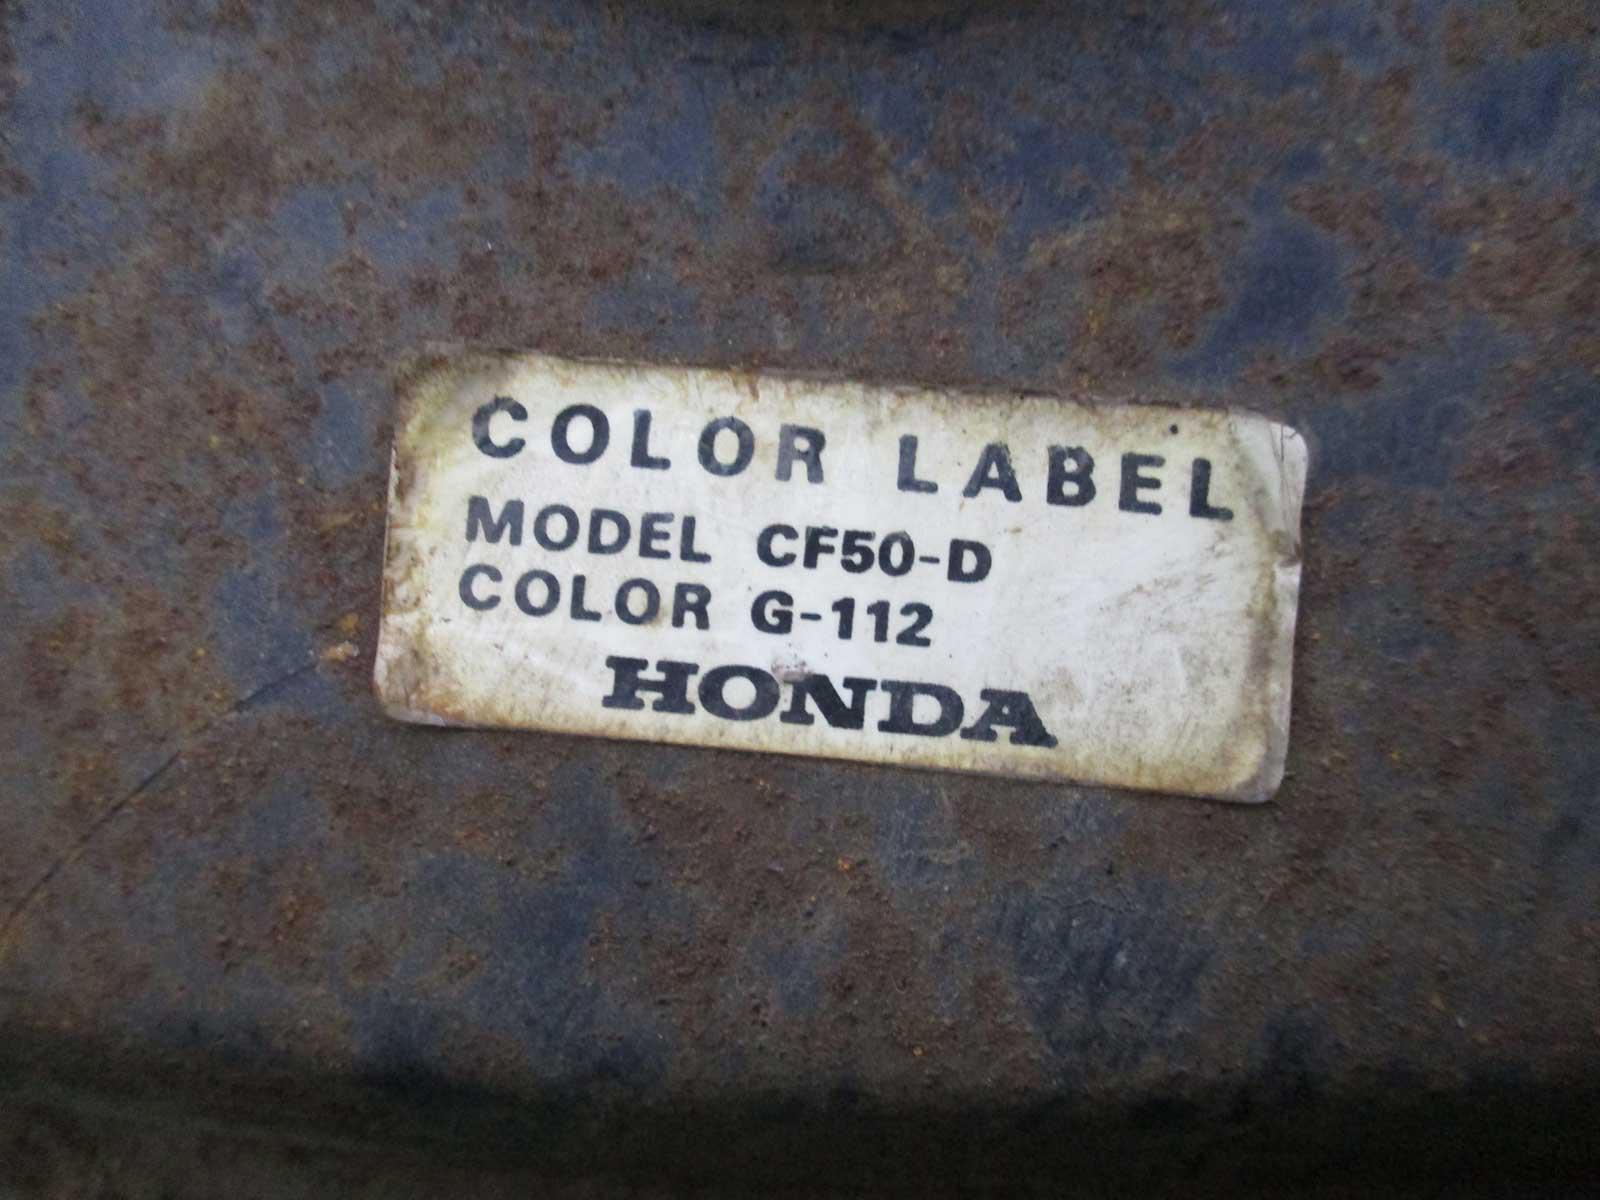 COLOR LABEL
MODEL CF50-D
COLOR G-112
HONDA